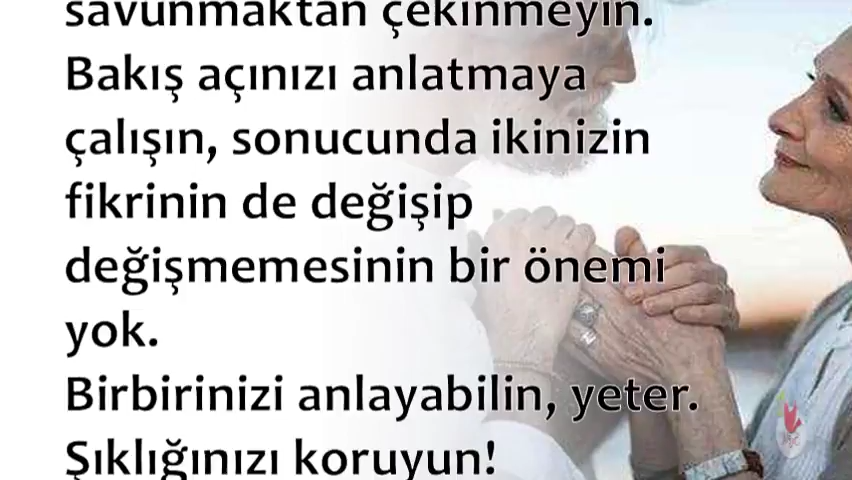 savunmaktan çekinmeyin.
Bakış açınızı anlatmaya
çalışın, sonucunda ikinizin
fikrinin de değişip
değişmemesinin bir önemi
yok.
Birbirinizi anlayabilin, yeter.
Şıklığınızı koruyun!